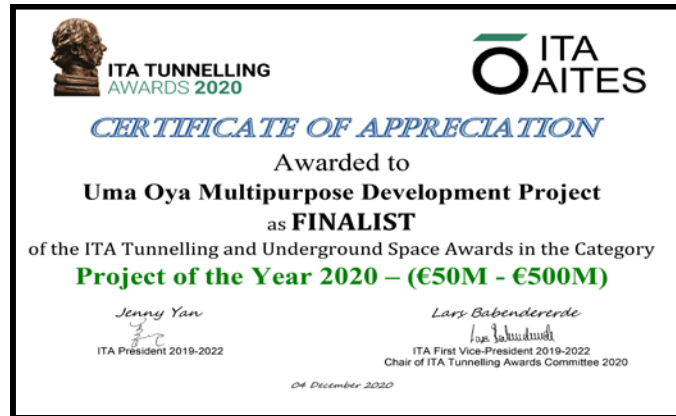 ITA TUNNELLING
AWARDS 2020
ITA
AITES
CERTIFICATE OF APPRECIATION
Awarded to
Uma Oya Multipurpose Development Project
as FINALIST
of the ITA Tunnelling and Underground Space Awards in the Category
Project of the Year 2020 – (€50M - €500M)
Jenny Yan
ITA President 2019-2022
Lars Babendererde
ITA First Vice-President 2019-2022
Chair of ITA Tunnelling Awards Committee 2020
04 December 2020